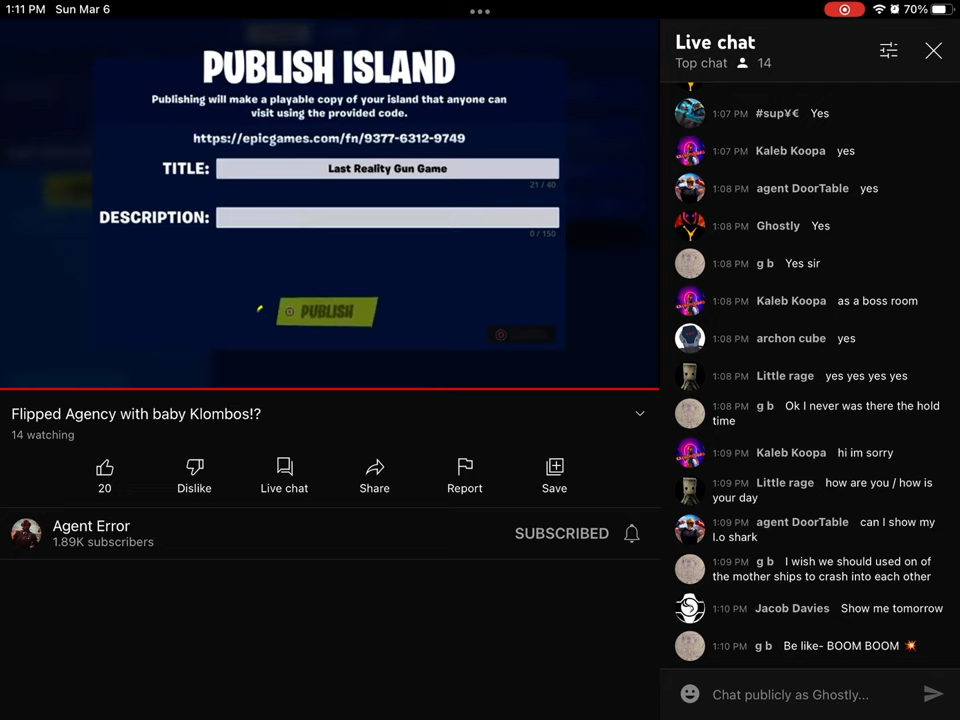 1:11 PM Sun Mar 6
70%
PUBLISH ISLAND
Publishing will make a playable copy of your island that anyone can
visit using the provided code.
https://epicgames.com/fn/9377-6312-9749
TITLE: Last Reality Gun Game
21 / 40
DESCRIPTION:
0 / 150
PUBLISH
Flipped Agency with baby Klombos!?
14 watching
20
Dislike
Live chat
Share
Report
Save
Agent Error
1.89K subscribers
SUBSCRIBED
Live chat
Top chat 14
1:07 PM #sup¥€ Yes
1:07 PM Kaleb Koopa yes
1:08 PM agent DoorTable yes
1:08 PM Ghostly Yes
1:08 PM g b Yes sir
1:08 PM Kaleb Koopa as a boss room
1:08 PM archon cube yes
1:08 PM Little rage yes yes yes yes
1:08 PM g b Ok I never was there the hold
time
1:09 PM Kaleb Koopa hi im sorry
1:09 PM Little rage how are you / how is
your day
1:09 PM agent DoorTable can I show my
I.o shark
1:09 PM g b I wish we should used on of
the mother ships to crash into each other
1:10 PM Jacob Davies Show me tomorrow
1:10 PM g b Be like- BOOM BOOM 💥
Chat publicly as Ghostly...